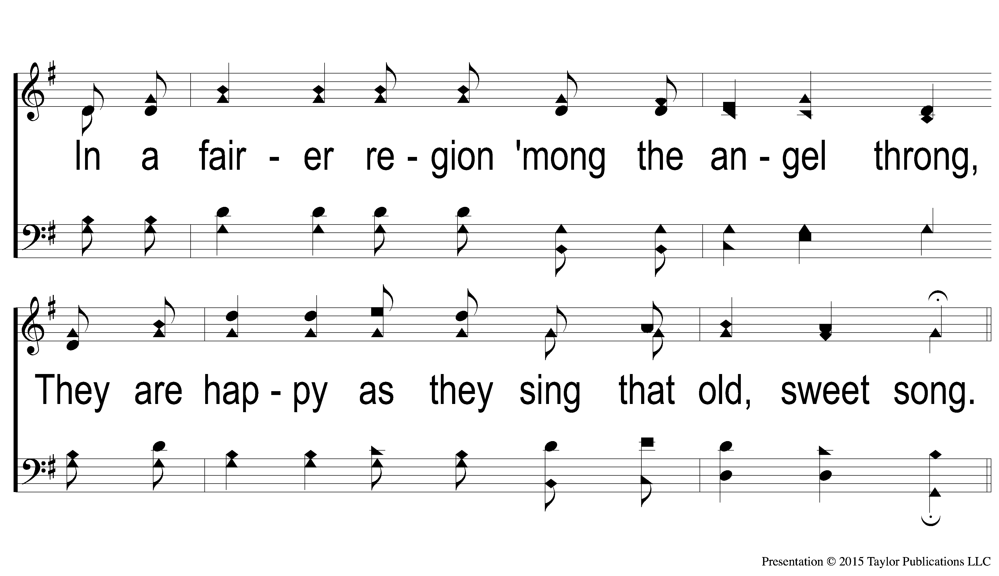 In a fair - er re - gion 'mong the an - gel throng,
They are hap - py as they sing that old, sweet song.
Presentation © 2015 Taylor Publications LLC